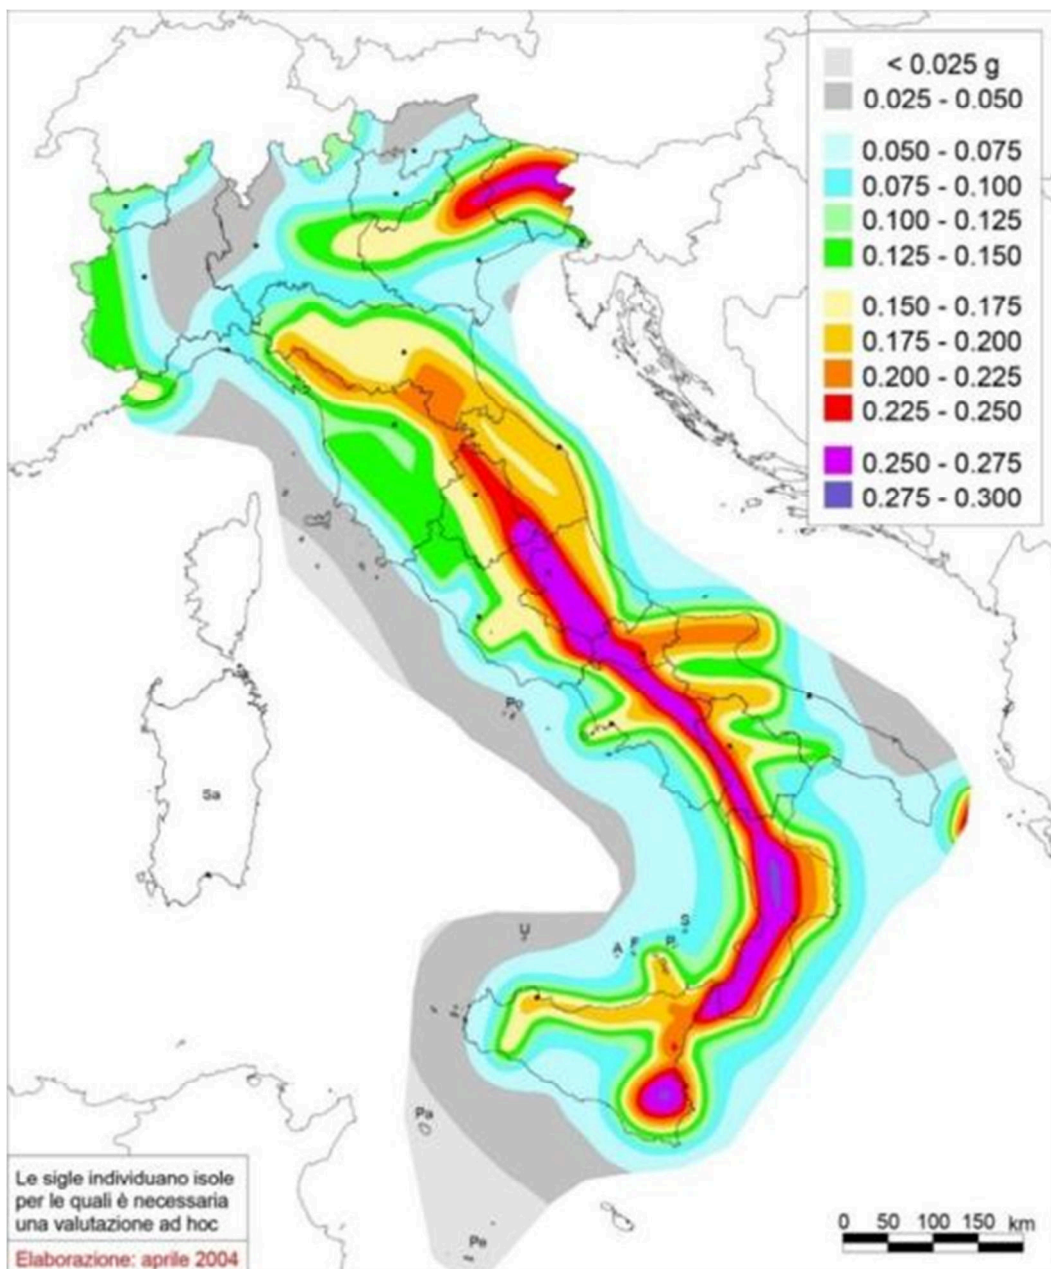 < 0.025 g
0.025 - 0.050
0.050 - 0.075
0.075 - 0.100
0.100 - 0.125
0.125 - 0.150
0.150 - 0.175
0.175 - 0.200
0.200 - 0.225
0.225 - 0.250
0.250 - 0.275
0.275 - 0.300
Po
Sa
S
U
A F P
Pa
Pe
Le sigle individuano isole
per le quali è necessaria
una valutazione ad hoc
Elaborazione: aprile 2004
0 50 100 150 km